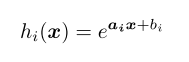 $h_i(\boldsymbol{x}) = e^{\boldsymbol{a_i x} + b_i}$